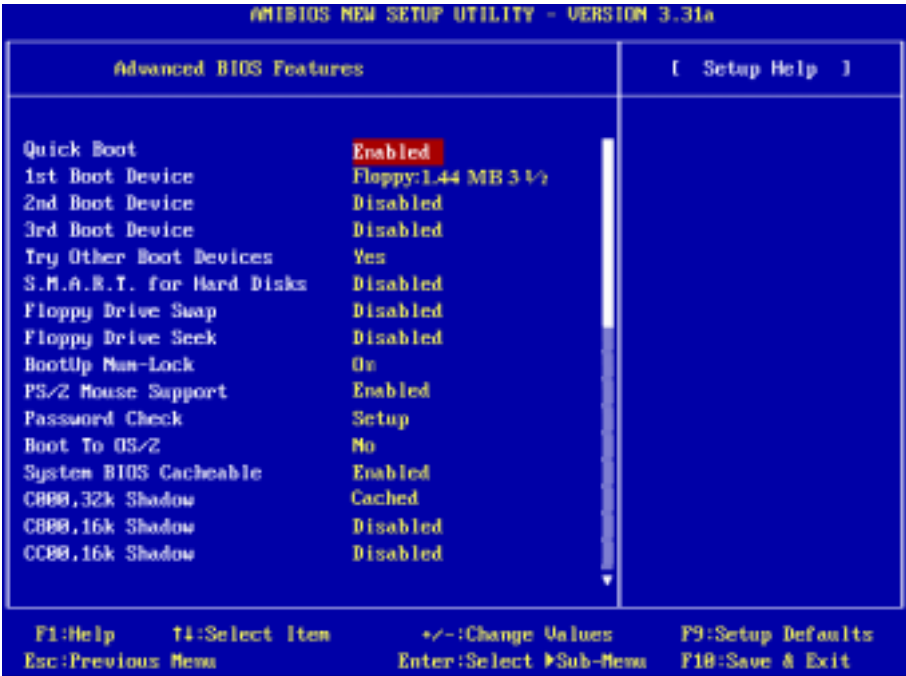 AMIBIOS NEW SETUP UTILITY - VERSION 3.31a
Advanced BIOS Features
[ Setup Help ]
Quick Boot Enabled
1st Boot Device Floppy:1.44 MB 3 1/2
2nd Boot Device Disabled
3rd Boot Device Disabled
Try Other Boot Devices Yes
S.M.A.R.T. for Hard Disks Disabled
Floppy Drive Swap Disabled
Floppy Drive Seek Disabled
BootUp Num-Lock On
PS/2 Mouse Support Enabled
Password Check Setup
Boot To OS/2 No
System BIOS Cacheable Enabled
C000,32k Shadow Cached
C800,16k Shadow Disabled
CC00,16k Shadow Disabled
F1:Help ↑↓:Select Item +/-:Change Values F9:Setup Defaults
Esc:Previous Menu Enter:Select ▶Sub-Menu F10:Save & Exit